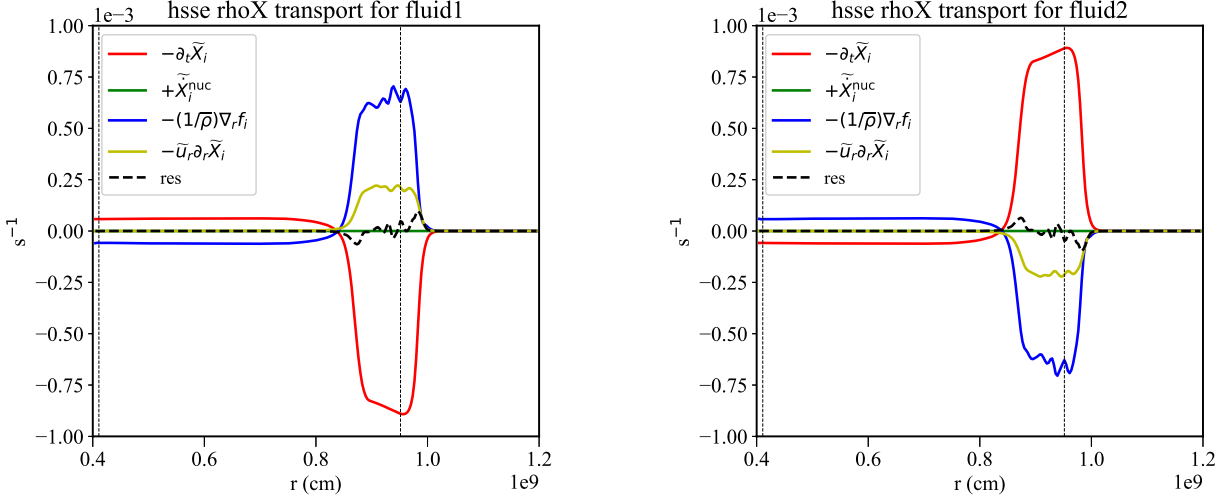 hsse rhoX transport for fluid1
1e−3
1.00
0.75
0.50
0.25
0.00
−0.25
−0.50
−0.75
−1.00
s⁻¹
−∂ₜX̃ᵢ
+Ẋ̃ᵢⁿᵘᶜ
−(1/ρ̅)∇ᵣfᵢ
−ũᵣ∂ᵣX̃ᵢ
res
0.4 0.6 0.8 1.0 1.2
r (cm)
1e9
hsse rhoX transport for fluid2
1e−3
1.00
0.75
0.50
0.25
0.00
−0.25
−0.50
−0.75
−1.00
s⁻¹
−∂ₜX̃ᵢ
+Ẋ̃ᵢⁿᵘᶜ
−(1/ρ̅)∇ᵣfᵢ
−ũᵣ∂ᵣX̃ᵢ
res
0.4 0.6 0.8 1.0 1.2
r (cm)
1e9